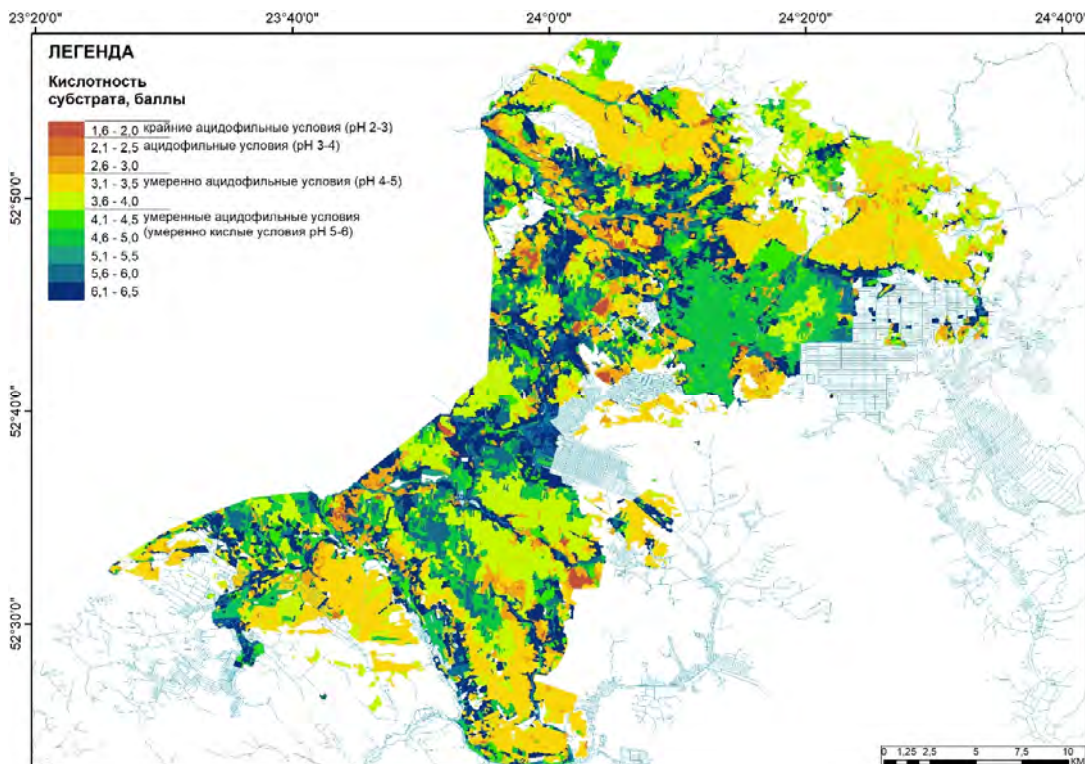 23°20'0" 23°40'0" 24°0'0" 24°20'0" 24°40'0"
ЛЕГЕНДА
Кислотность
субстрата, баллы
1,6 - 2,0 крайние ацидофильные условия (pH 2-3)
2,1 - 2,5 ацидофильные условия (pH 3-4)
2,6 - 3,0
3,1 - 3,5 умеренно ацидофильные условия (pH 4-5)
3,6 - 4,0
4,1 - 4,5 умеренные ацидофильные условия
4,6 - 5,0 (умеренно кислые условия pH 5-6)
5,1 - 5,5
5,6 - 6,0
6,1 - 6,5
52°50'0"
52°40'0"
52°30'0"
0 1,25 2,5 5 7,5 10
КМ